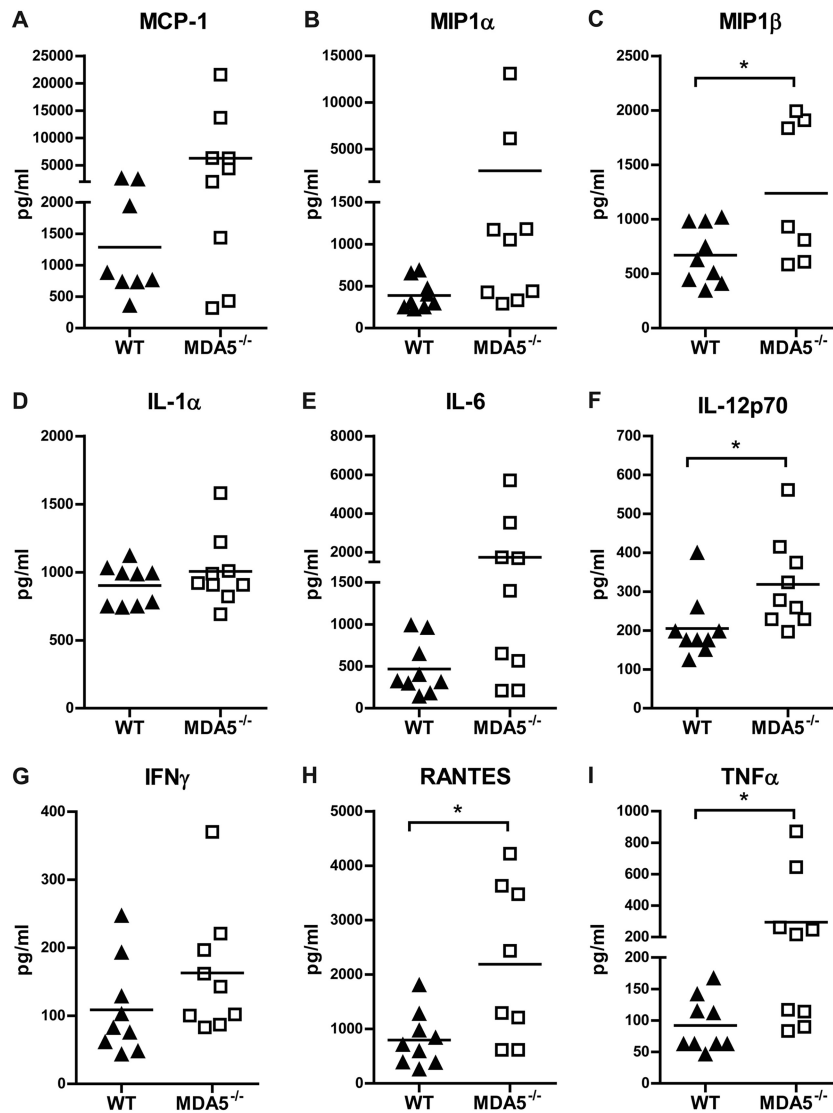 A MCP-1
25000
20000
15000
10000
5000
2000
1500
1000
500
0
pg/ml
WT MDA5-/-
B MIP1α
15000
10000
5000
1500
1000
500
0
pg/ml
WT MDA5-/-
C MIP1β
2500
2000
1500
1000
500
0
pg/ml
*
WT MDA5-/-
D IL-1α
2000
1500
1000
500
0
pg/ml
WT MDA5-/-
E IL-6
8000
6000
4000
2000
1500
1000
500
0
pg/ml
WT MDA5-/-
F IL-12p70
700
600
500
400
300
200
100
0
pg/ml
*
WT MDA5-/-
G IFNγ
400
300
200
100
0
pg/ml
WT MDA5-/-
H RANTES
5000
4000
3000
2000
1000
0
pg/ml
*
WT MDA5-/-
I TNFα
1000
800
600
400
200
200
150
100
50
0
pg/ml
*
WT MDA5-/-